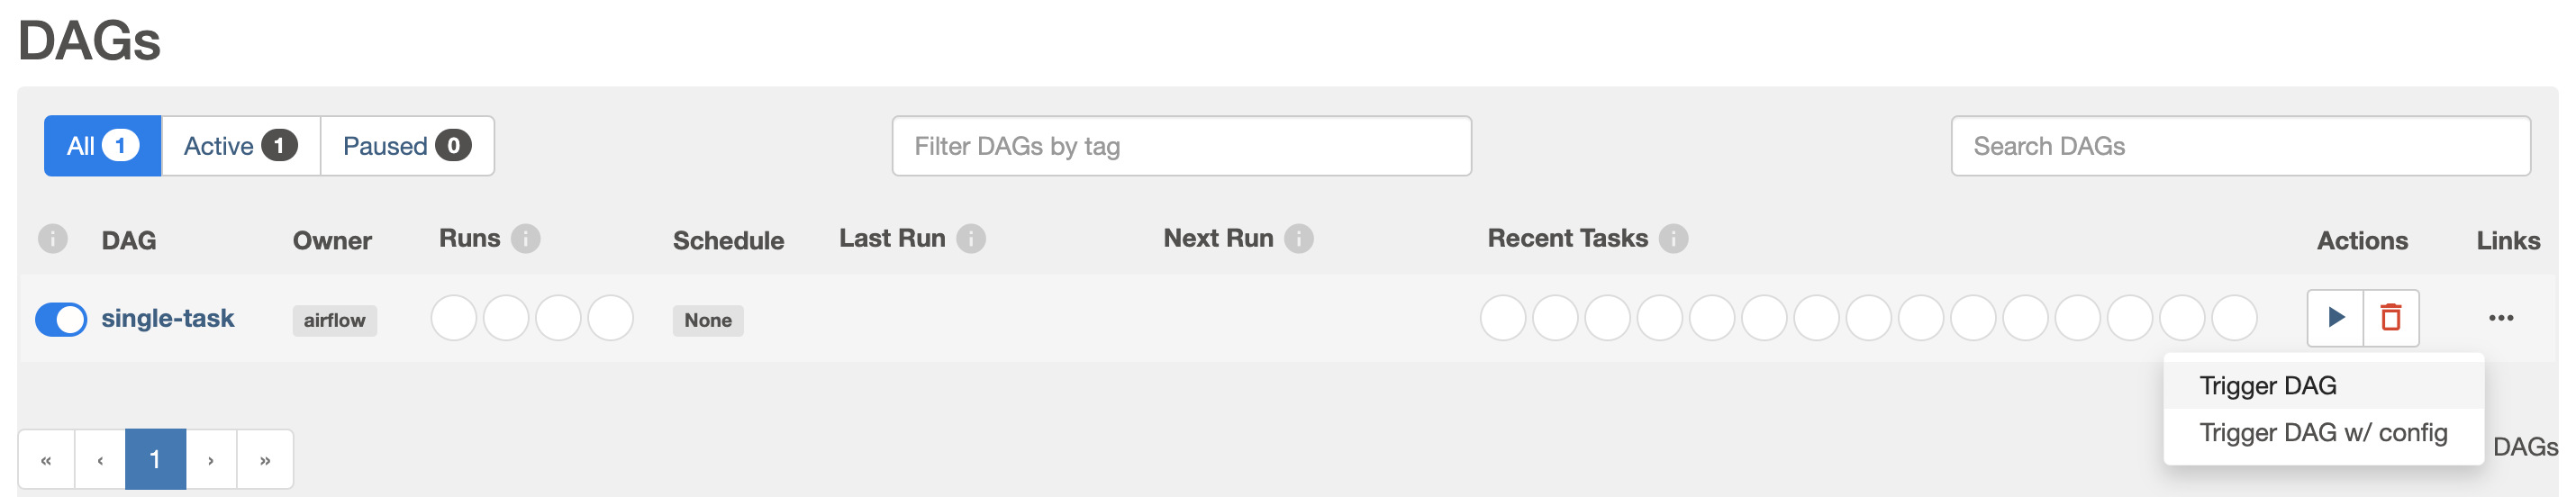 DAGs
All 1 Active 1 Paused 0 Filter DAGs by tag Search DAGs
i DAG Owner Runs i Schedule Last Run i Next Run i Recent Tasks i Actions Links
single-task airflow None
Trigger DAG
Trigger DAG w/ config
« ‹ 1 › » DAGs